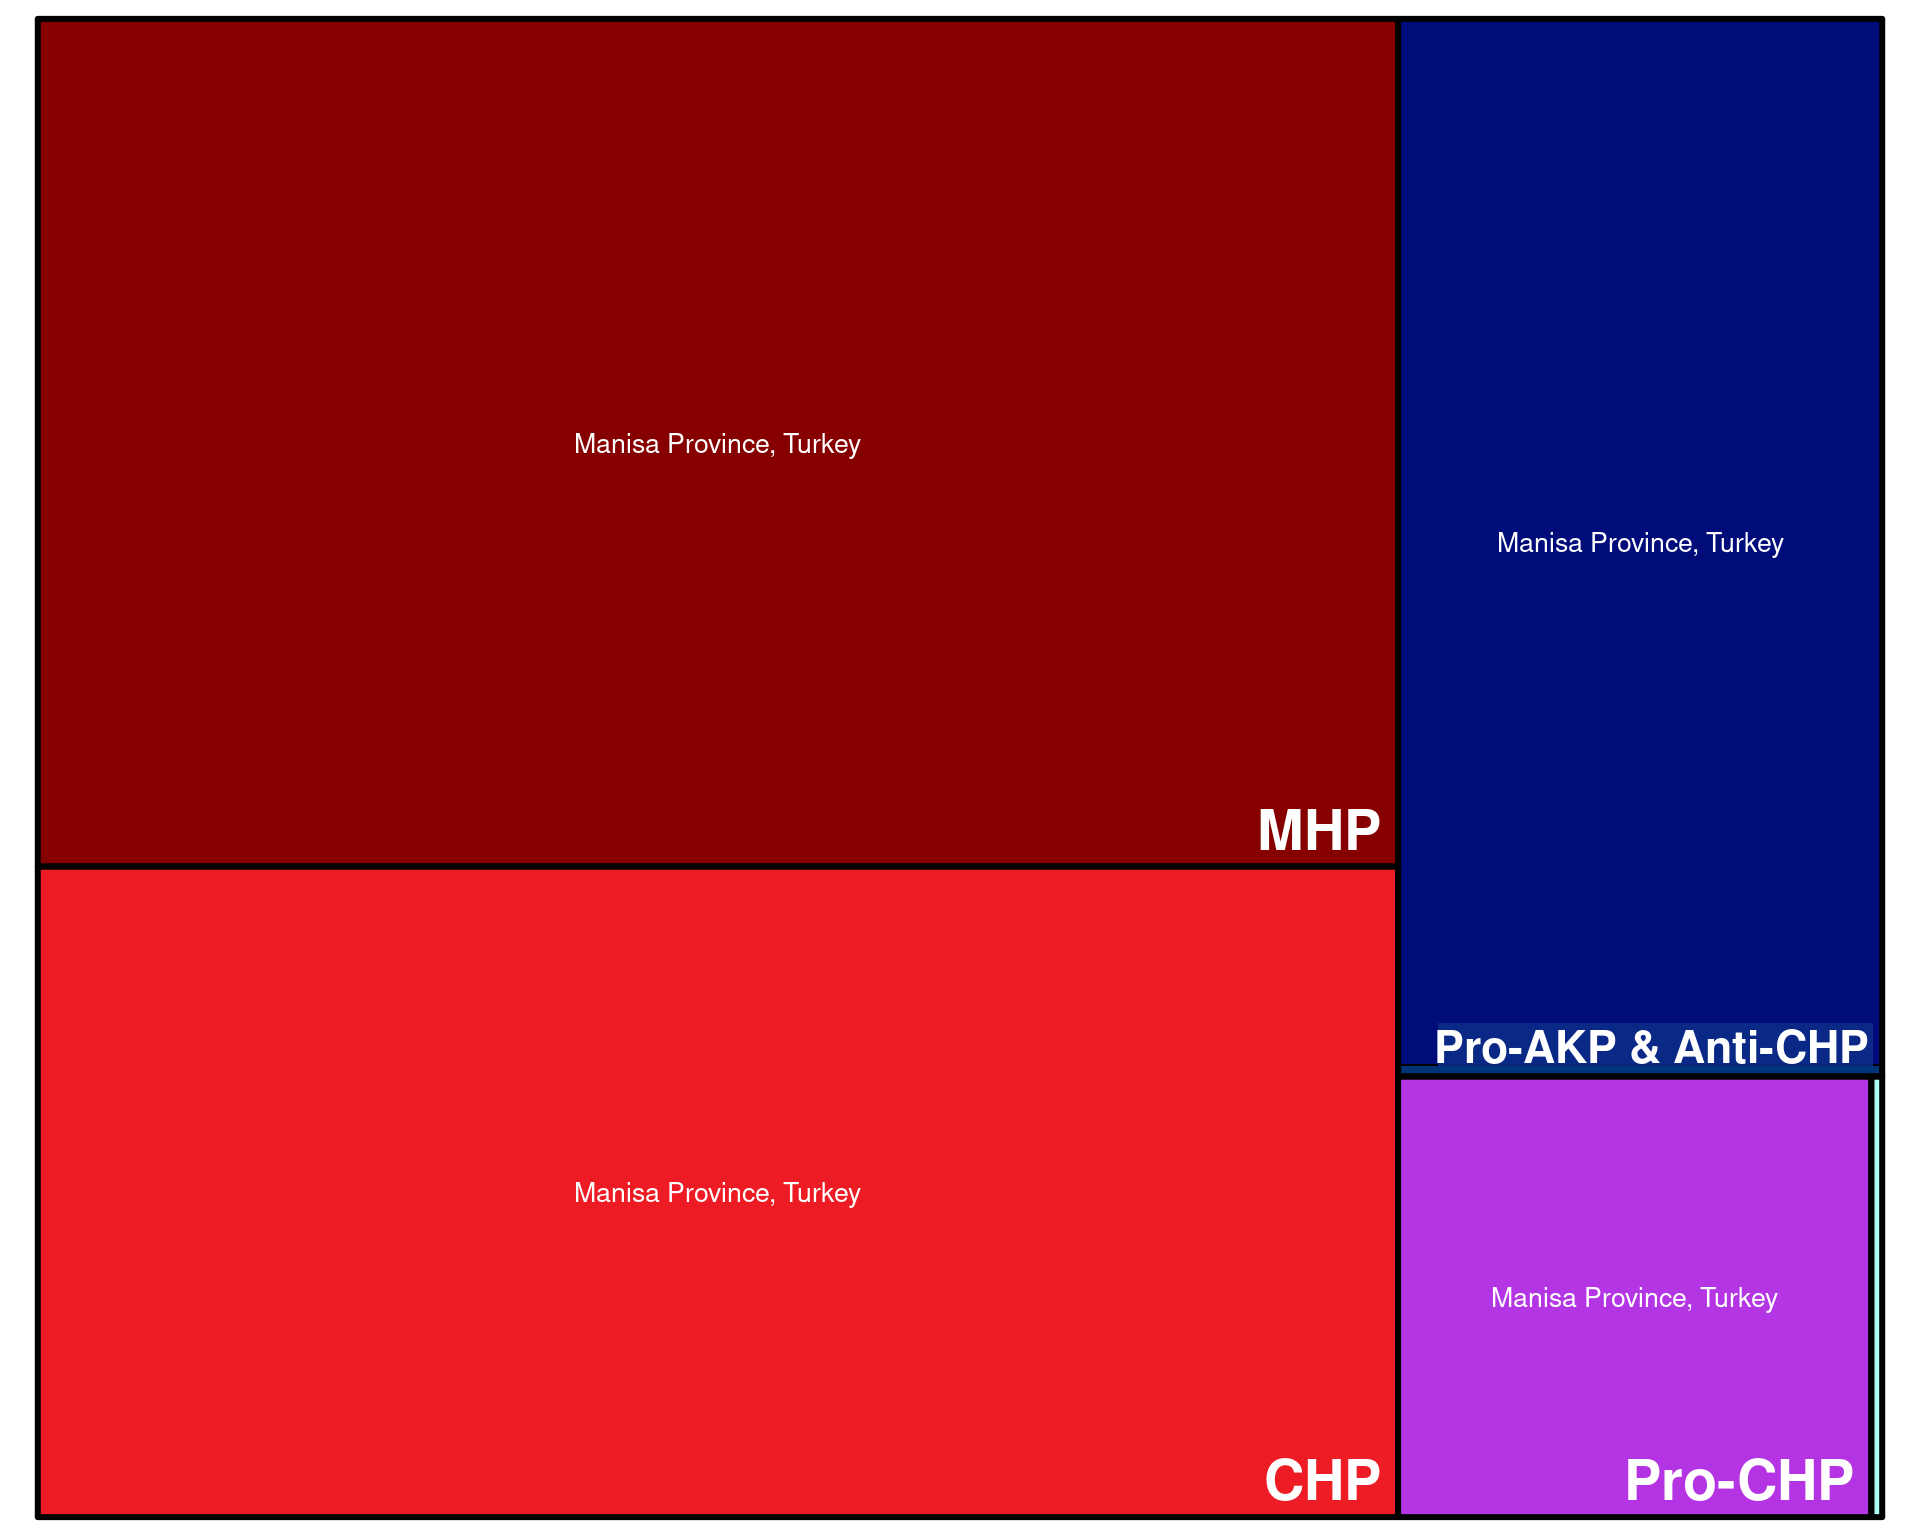 Manisa Province, Turkey
MHP
Manisa Province, Turkey
CHP
Manisa Province, Turkey
Pro-AKP & Anti-CHP
Manisa Province, Turkey
Pro-CHP